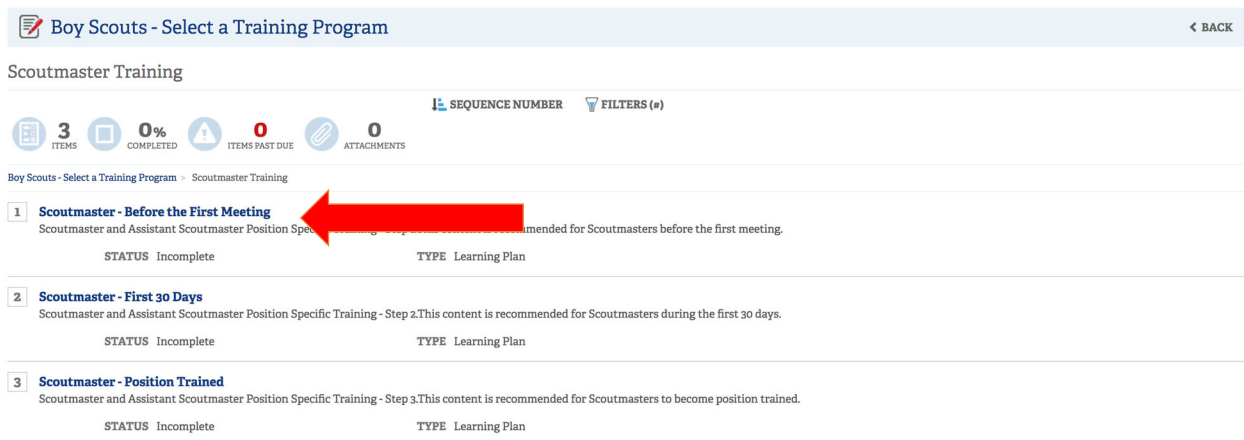 Boy Scouts - Select a Training Program
< BACK
Scoutmaster Training
SEQUENCE NUMBER FILTERS (#)
3 ITEMS 0% COMPLETED 0 ITEMS PAST DUE 0 ATTACHMENTS
Boy Scouts - Select a Training Program > Scoutmaster Training
1 Scoutmaster - Before the First Meeting
Scoutmaster and Assistant Scoutmaster Position recommended for Scoutmasters before the first meeting.
STATUS Incomplete TYPE Learning Plan
2 Scoutmaster - First 30 Days
Scoutmaster and Assistant Scoutmaster Position Specific Training - Step 2.This content is recommended for Scoutmasters during the first 30 days.
STATUS Incomplete TYPE Learning Plan
3 Scoutmaster - Position Trained
Scoutmaster and Assistant Scoutmaster Position Specific Training - Step 3.This content is recommended for Scoutmasters to become position trained.
STATUS Incomplete TYPE Learning Plan